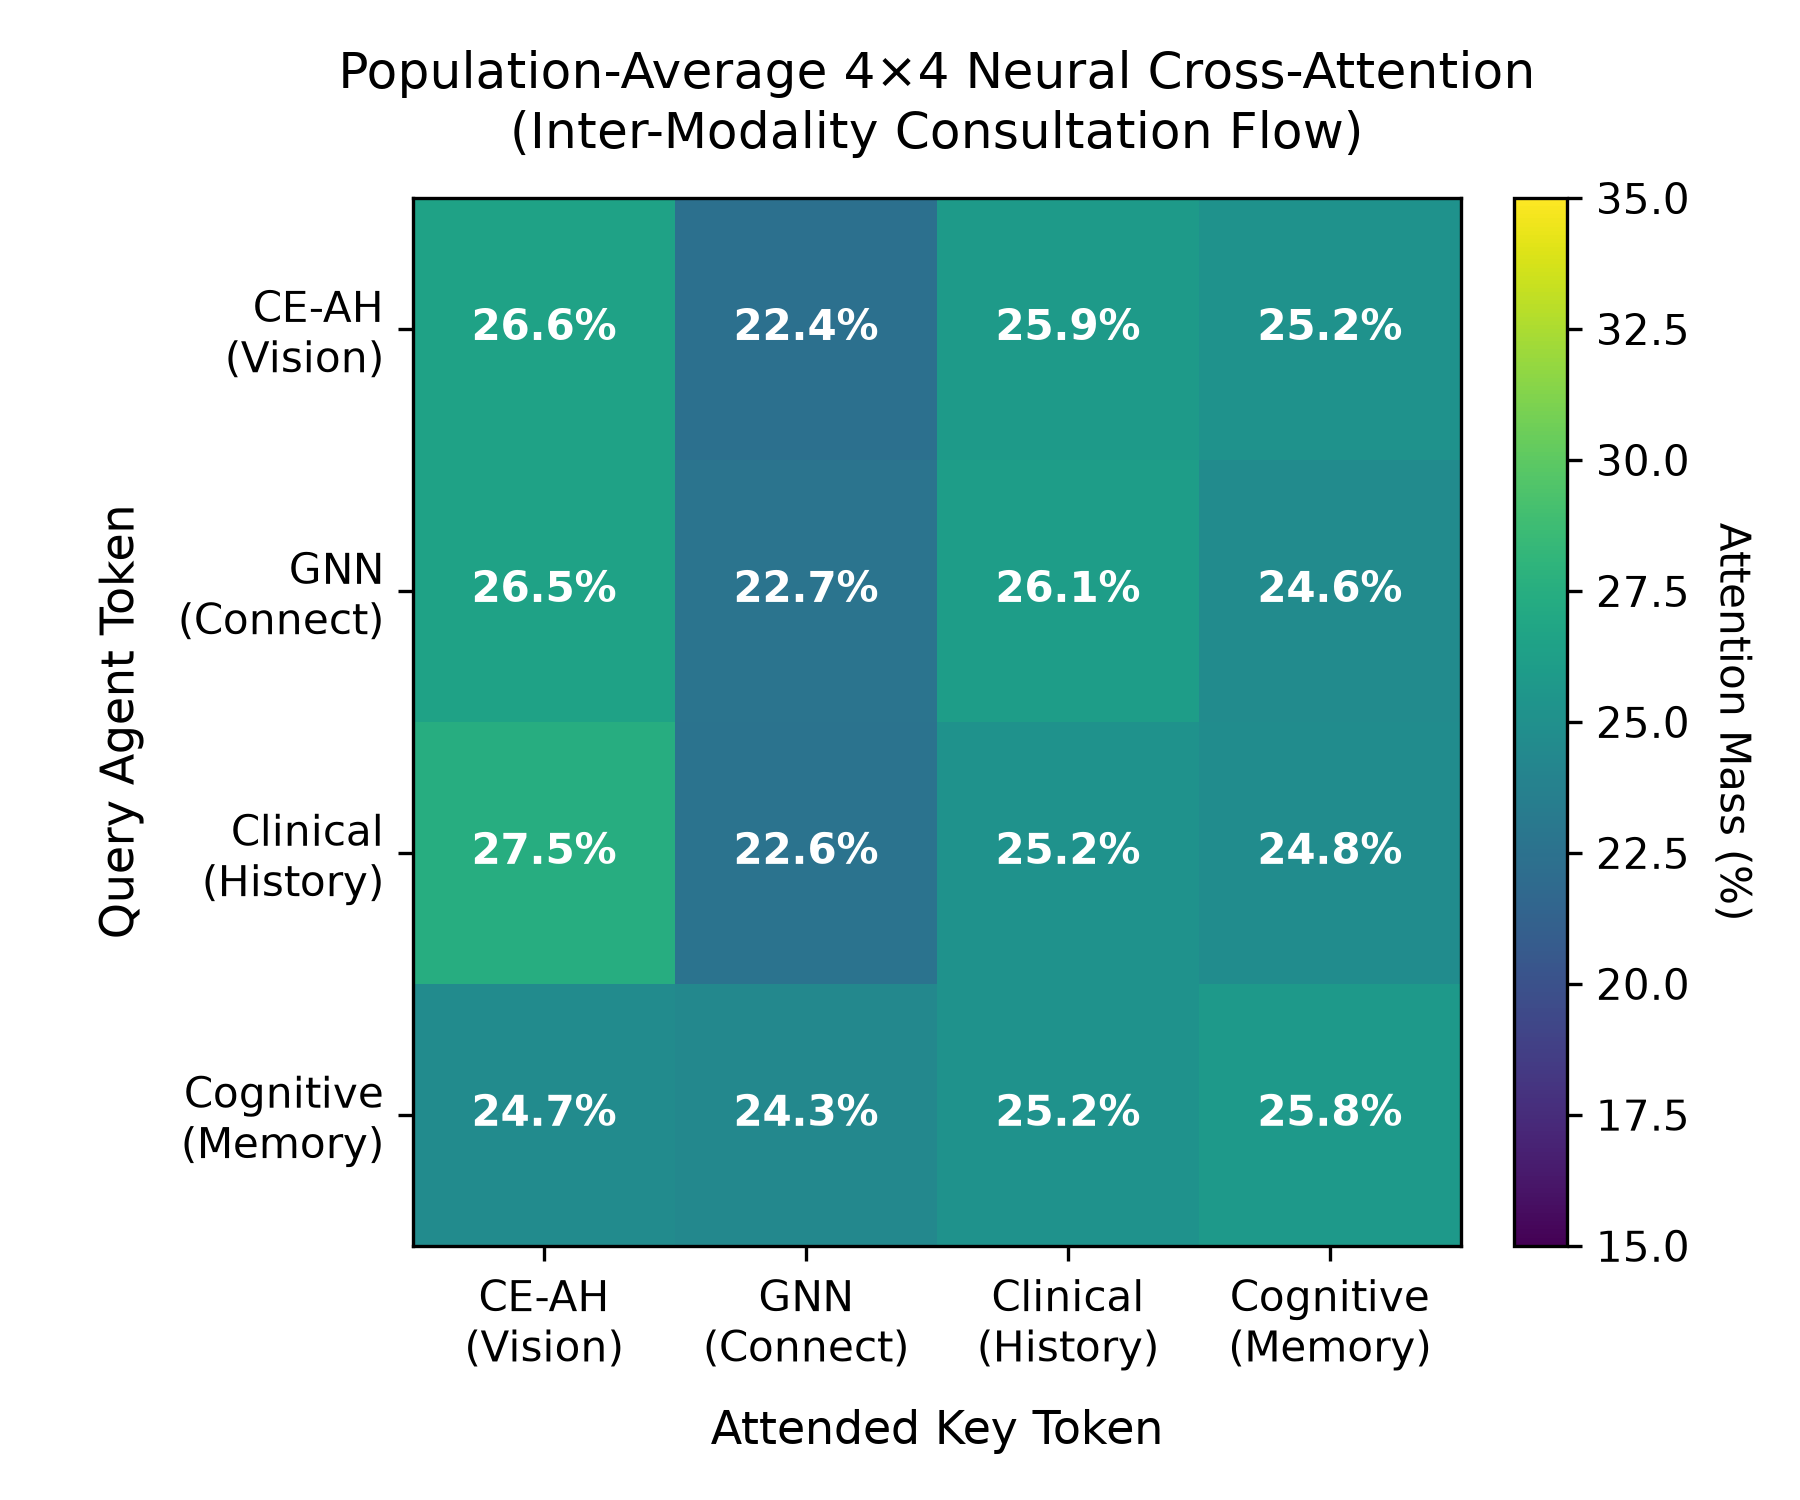 Population-Average 4×4 Neural Cross-Attention
(Inter-Modality Consultation Flow)
Query Agent Token
CE-AH
(Vision)
26.6% 22.4% 25.9% 25.2%
GNN
(Connect)
26.5% 22.7% 26.1% 24.6%
Clinical
(History)
27.5% 22.6% 25.2% 24.8%
Cognitive
(Memory)
24.7% 24.3% 25.2% 25.8%
CE-AH
(Vision)
GNN
(Connect)
Clinical
(History)
Cognitive
(Memory)
Attended Key Token
35.0
32.5
30.0
27.5
25.0
22.5
20.0
17.5
15.0
Attention Mass (%)